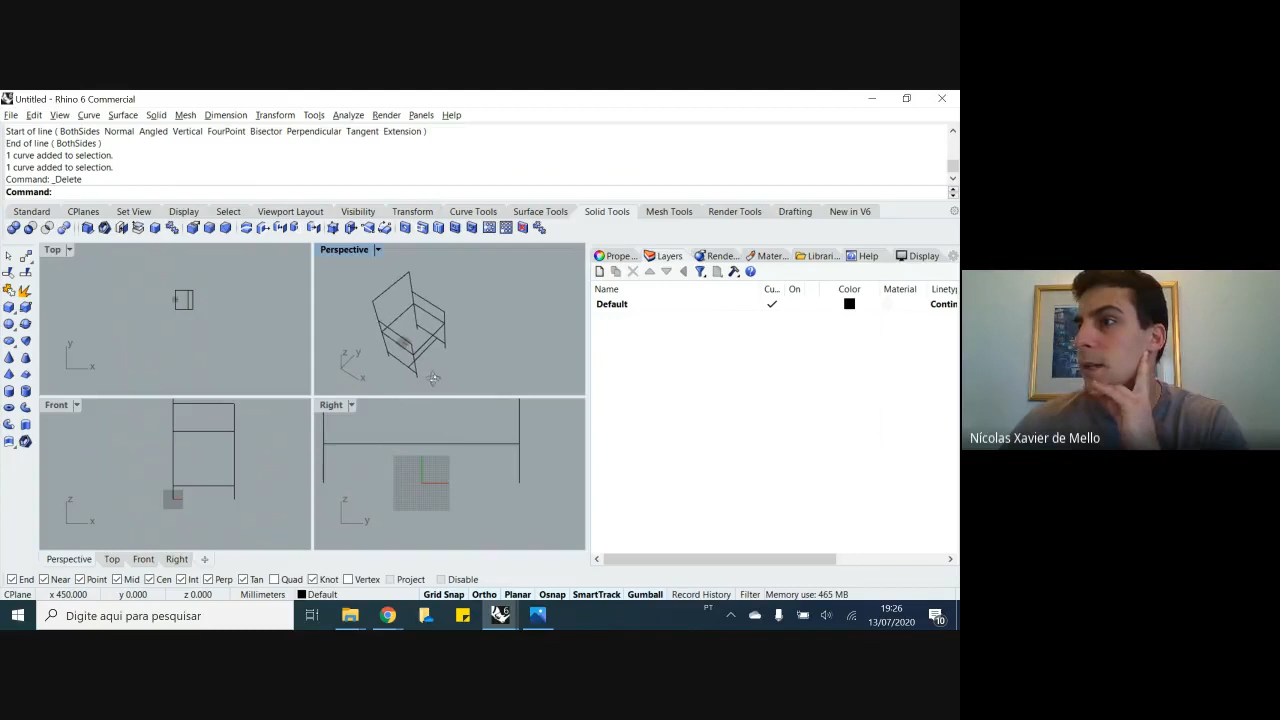 Untitled - Rhino 6 Commercial
File Edit View Curve Surface Solid Mesh Dimension Transform Tools Analyze Render Panels Help
Start of line ( BothSides Normal Angled Vertical FourPoint Bisector Perpendicular Tangent Extension )
End of line ( BothSides )
1 curve added to selection.
1 curve added to selection.
Command: _Delete
Command:
Standard CPlanes Set View Display Select Viewport Layout Visibility Transform Curve Tools Surface Tools Solid Tools Mesh Tools Render Tools Drafting New in V6
Top Perspective
Prope... Layers Rende... Mater... Librari... Help Display
Name Cu... On Color Material Linety
Default Contin
y x
z y x
Front Right
z x
z y
Nícolas Xavier de Mello
Perspective Top Front Right
End Near Point Mid Cen Int Perp Tan Quad Knot Vertex Project Disable
CPlane x 450.000 y 0.000 z 0.000 Millimeters Default Grid Snap Ortho Planar Osnap SmartTrack Gumball Record History Filter Memory use: 465 MB
Digite aqui para pesquisar
6
PT
19:26
13/07/2020
10